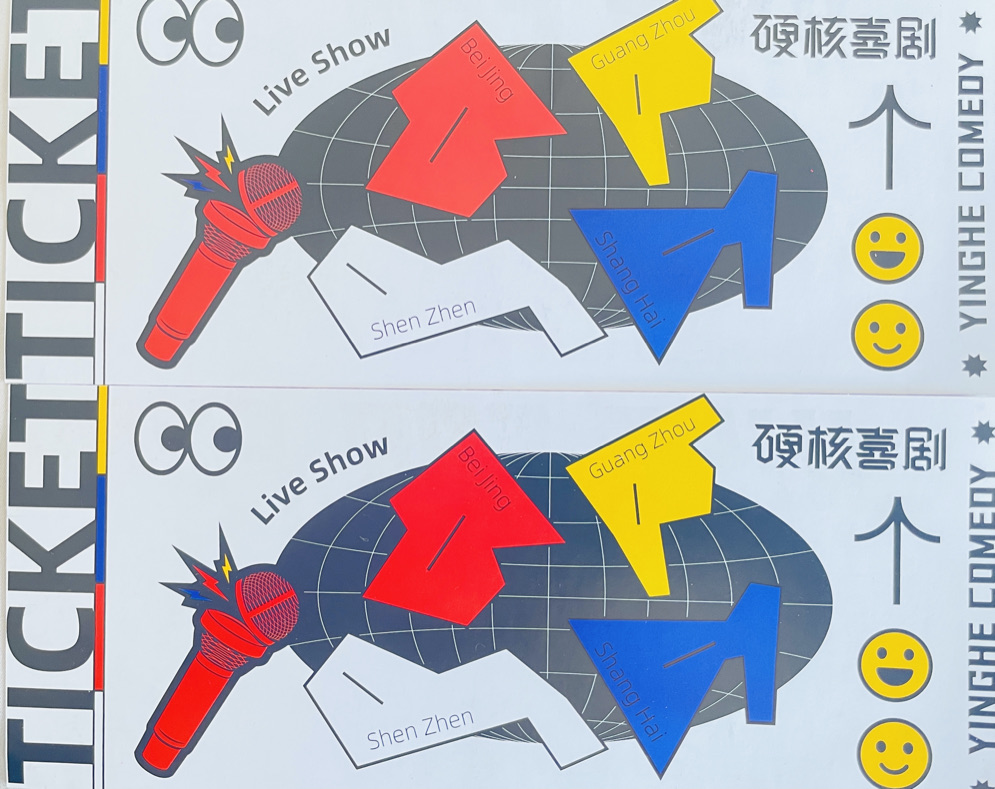 TICKET
Live Show
BeiJing
Guang Zhou
Shang Hai
Shen Zhen
硬核喜剧
YINGHE COMEDY
TICKET
Live Show
BeiJing
Guang Zhou
Shang Hai
Shen Zhen
硬核喜剧
YINGHE COMEDY